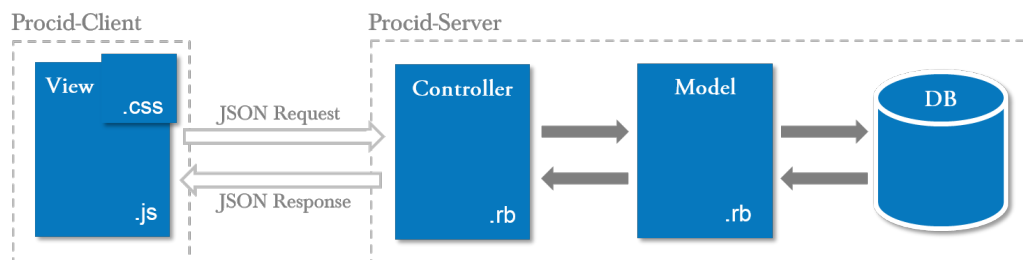 Procid-Client
Procid-Server
View
.css
.js
JSON Request
JSON Response
Controller
.rb
Model
.rb
DB